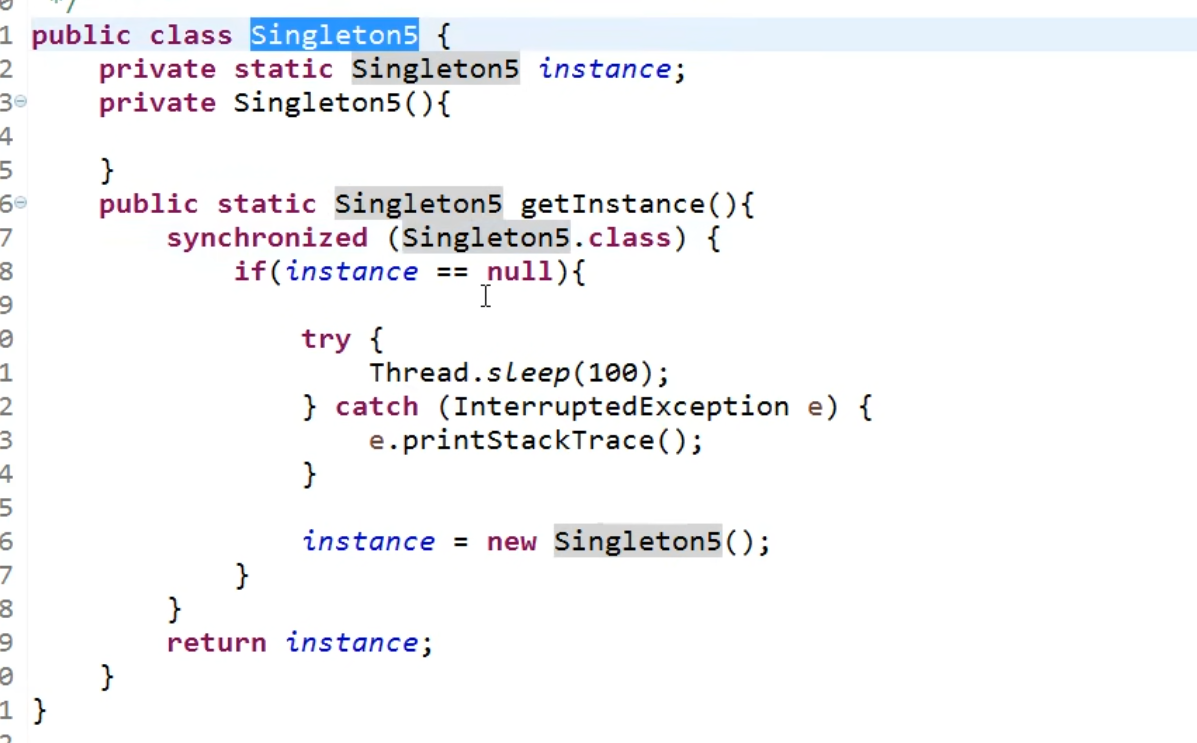 */
1 public class Singleton5 {
2 private static Singleton5 instance;
3 private Singleton5(){
4
5 }
6 public static Singleton5 getInstance(){
7 synchronized (Singleton5.class) {
8 if(instance == null){
9
0 try {
1 Thread.sleep(100);
2 } catch (InterruptedException e) {
3 e.printStackTrace();
4 }
5
6 instance = new Singleton5();
7 }
8 }
9 return instance;
0 }
1 }